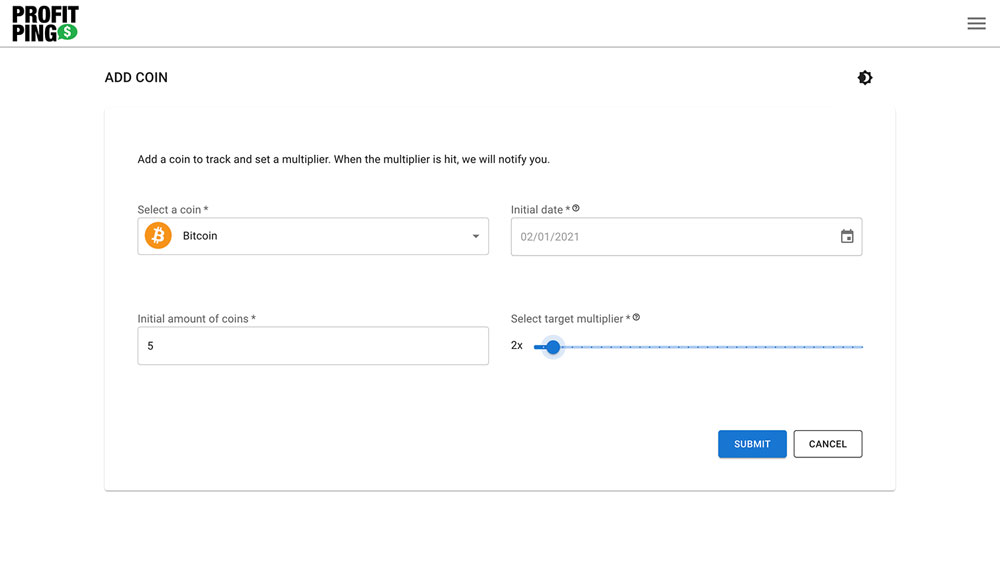 PROFIT
PING$
ADD COIN
Add a coin to track and set a multiplier. When the multiplier is hit, we will notify you.
Select a coin *
Initial date *
Bitcoin
02/01/2021
Initial amount of coins *
Select target multiplier *
5
2x
SUBMIT
CANCEL